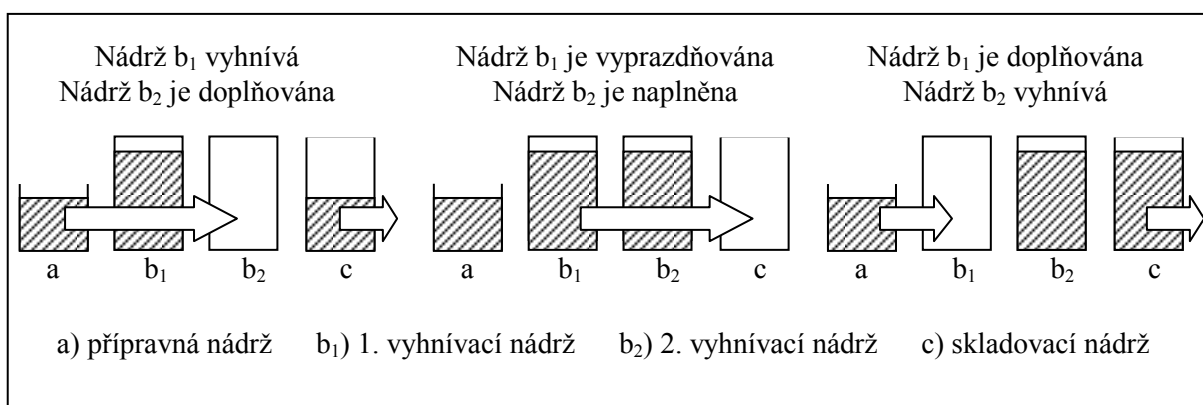 Nádrž b₁ vyhnívá
Nádrž b₂ je doplňována
Nádrž b₁ je vyprazdňována
Nádrž b₂ je naplněna
Nádrž b₁ je doplňována
Nádrž b₂ vyhnívá
a b₁ b₂ c
a b₁ b₂ c
a b₁ b₂ c
a) přípravná nádrž b₁) 1. vyhnívací nádrž b₂) 2. vyhnívací nádrž c) skladovací nádrž